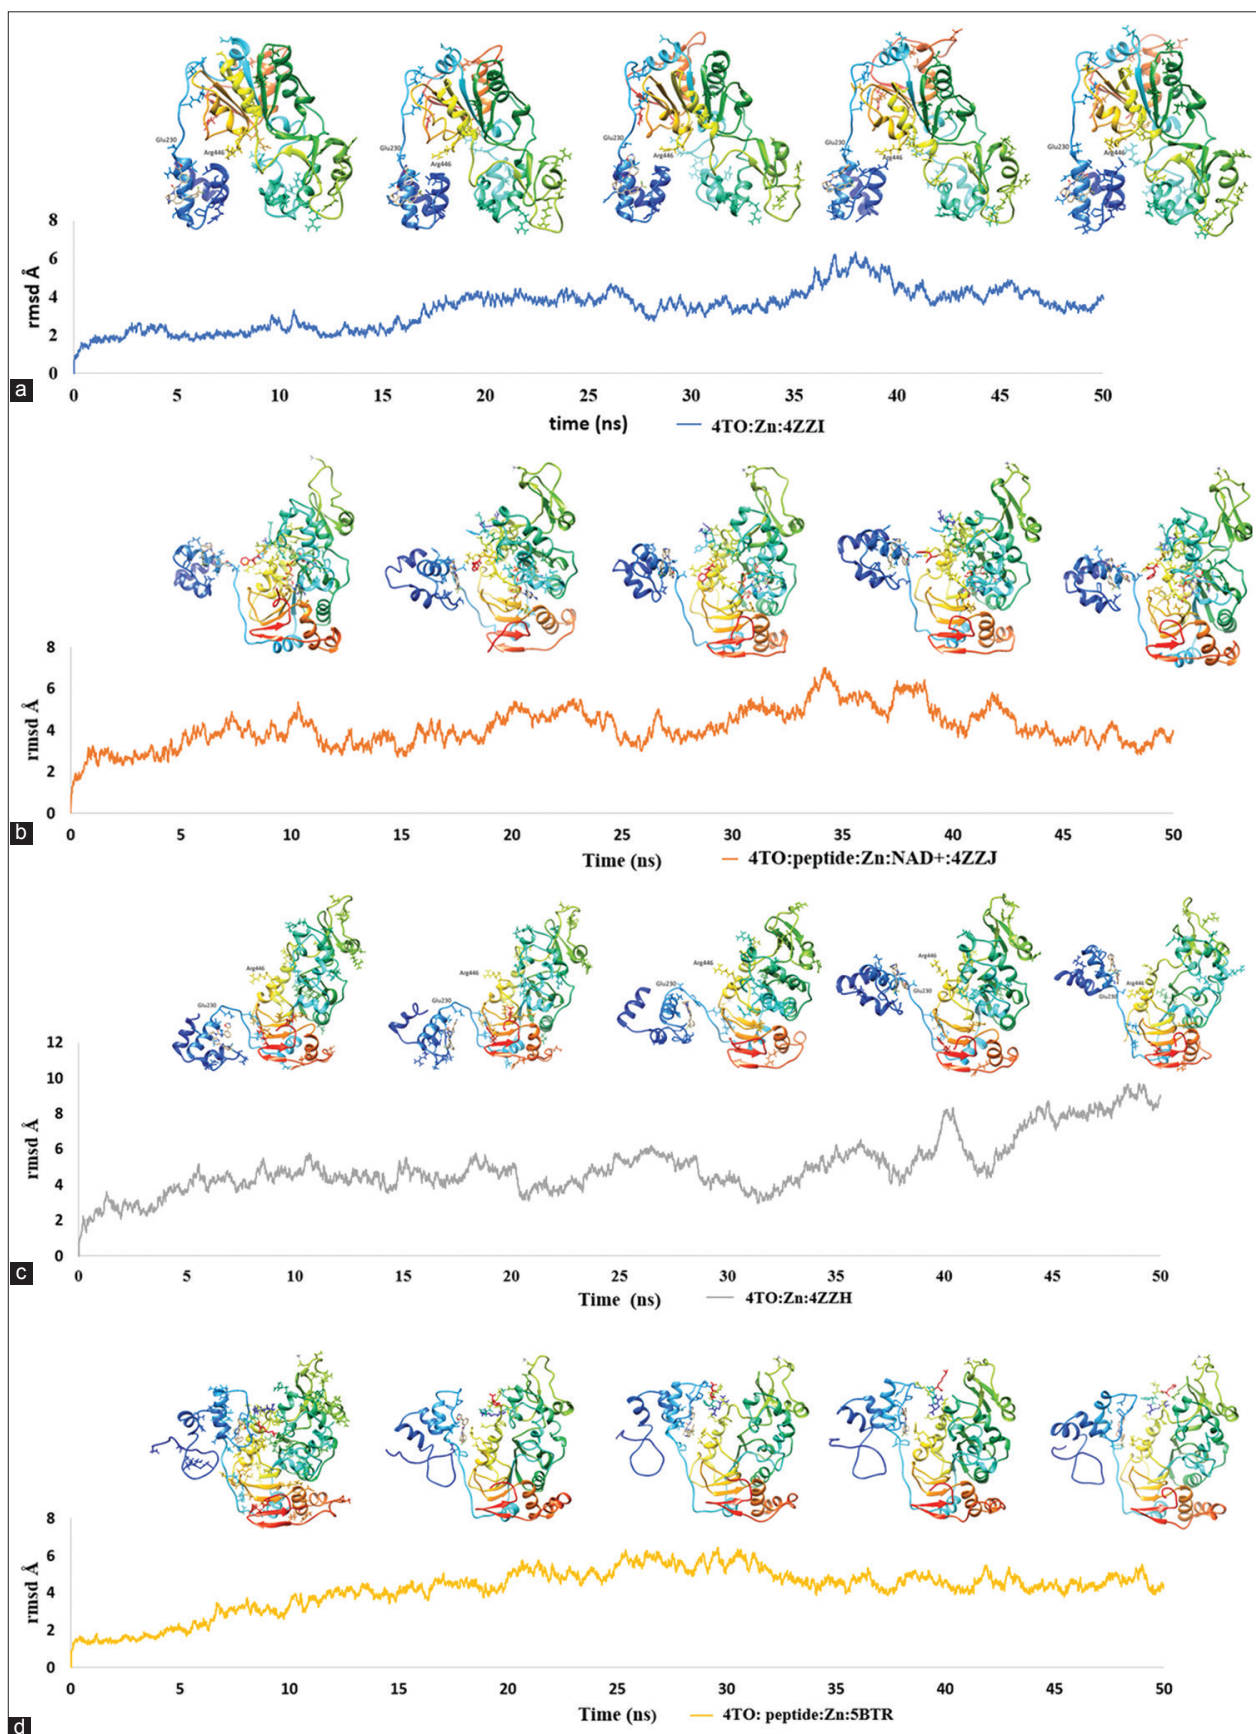 Glu230 Arg446 Glu230 Arg446 Glu230 Arg446 Glu230 Arg446 Glu230 Arg446
8
6
4
2
0
rmsd Å
0 5 10 15 20 25 30 35 40 45 50
a
time (ns) 4TO:Zn:4ZZI
8
6
4
2
0
rmsd Å
0 5 10 15 20 25 30 35 40 45 50
b
Time (ns) 4TO:peptide:Zn:NAD+:4ZZJ
Arg446 Glu230 Arg446 Glu230 Arg446 Glu230 Arg446 Glu230 Arg446 Glu230
12
10
8
6
4
2
0
rmsd Å
0 5 10 15 20 25 30 35 40 45 50
c
Time (ns) 4TO:Zn:4ZZH
8
6
4
2
0
rmsd Å
0 5 10 15 20 25 30 35 40 45 50
Time (ns) 4TO: peptide:Zn:5BTR
d